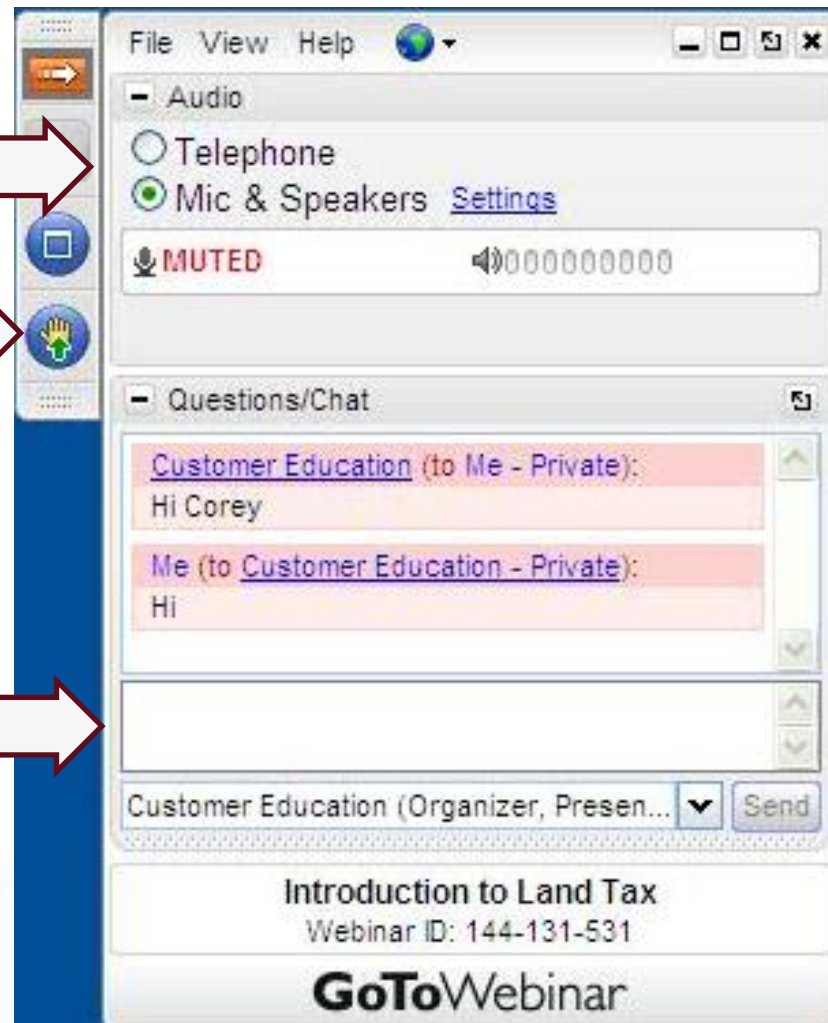 File View Help
Audio
Telephone
Mic & Speakers Settings
MUTED
Questions/Chat
Customer Education (to Me - Private):
Hi Corey
Me (to Customer Education - Private):
Hi
Customer Education (Organizer, Presen... Send
Introduction to Land Tax
Webinar ID: 144-131-531
GoToWebinar